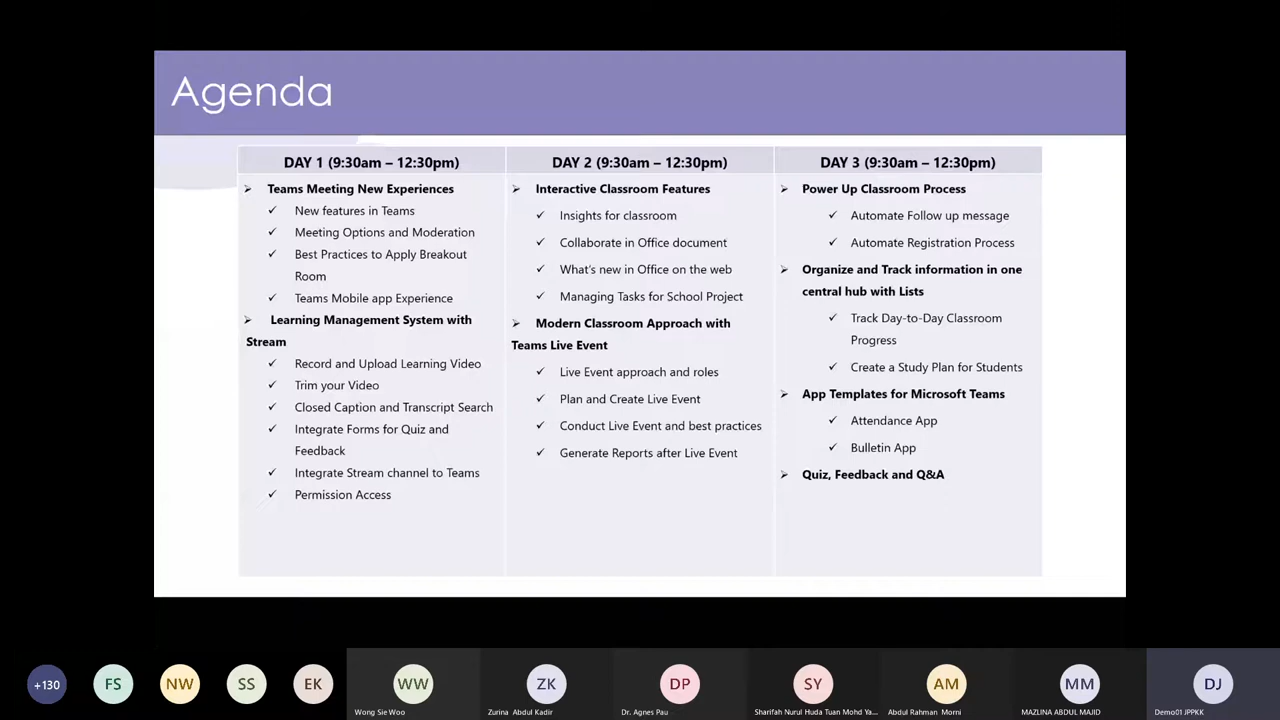 Agenda
DAY 1 (9:30am – 12:30pm)
Teams Meeting New Experiences
New features in Teams
Meeting Options and Moderation
Best Practices to Apply Breakout
Room
Teams Mobile app Experience
Learning Management System with
Stream
Record and Upload Learning Video
Trim your Video
Closed Caption and Transcript Search
Integrate Forms for Quiz and
Feedback
Integrate Stream channel to Teams
Permission Access
DAY 2 (9:30am – 12:30pm)
Interactive Classroom Features
Insights for classroom
Collaborate in Office document
What's new in Office on the web
Managing Tasks for School Project
Modern Classroom Approach with
Teams Live Event
Live Event approach and roles
Plan and Create Live Event
Conduct Live Event and best practices
Generate Reports after Live Event
DAY 3 (9:30am – 12:30pm)
Power Up Classroom Process
Automate Follow up message
Automate Registration Process
Organize and Track information in one
central hub with Lists
Track Day-to-Day Classroom
Progress
Create a Study Plan for Students
App Templates for Microsoft Teams
Attendance App
Bulletin App
Quiz, Feedback and Q&A
+130
FS
NW
SS
EK
WW
Wong Sie Woo
ZK
Zurina Abdul Kadir
DP
Dr. Agnes Pau
SY
Sharifah Nurul Huda Tuan Mohd Ya...
AM
Abdul Rahman Morni
MM
MAZLINA ABDUL MAJID
DJ
Demo01 JPPKK